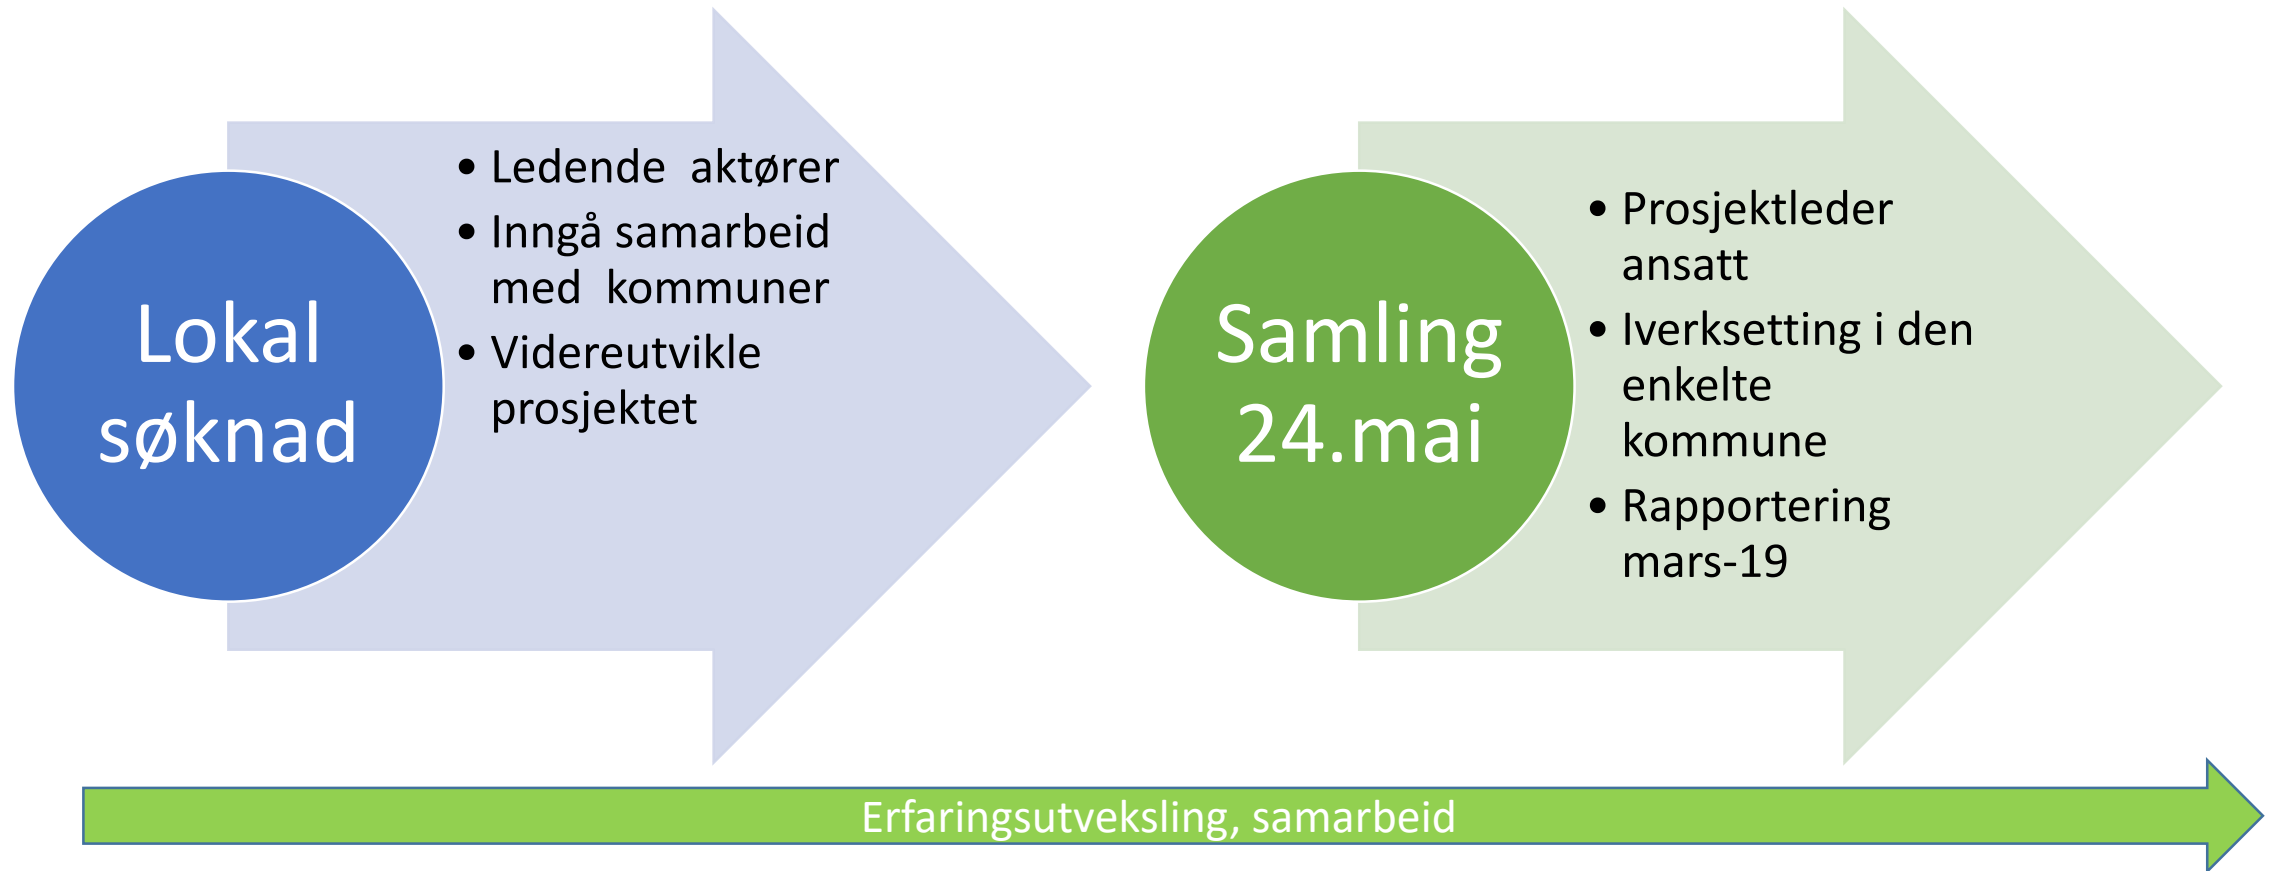 Lokal
søknad
• Ledende  aktører
• Inngå samarbeid
med  kommuner
• Videreutvikle
prosjektet
Samling
24.mai
• Prosjektleder
ansatt
• Iverksetting i den
enkelte
kommune
• Rapportering
mars-19
Erfaringsutveksling, samarbeid